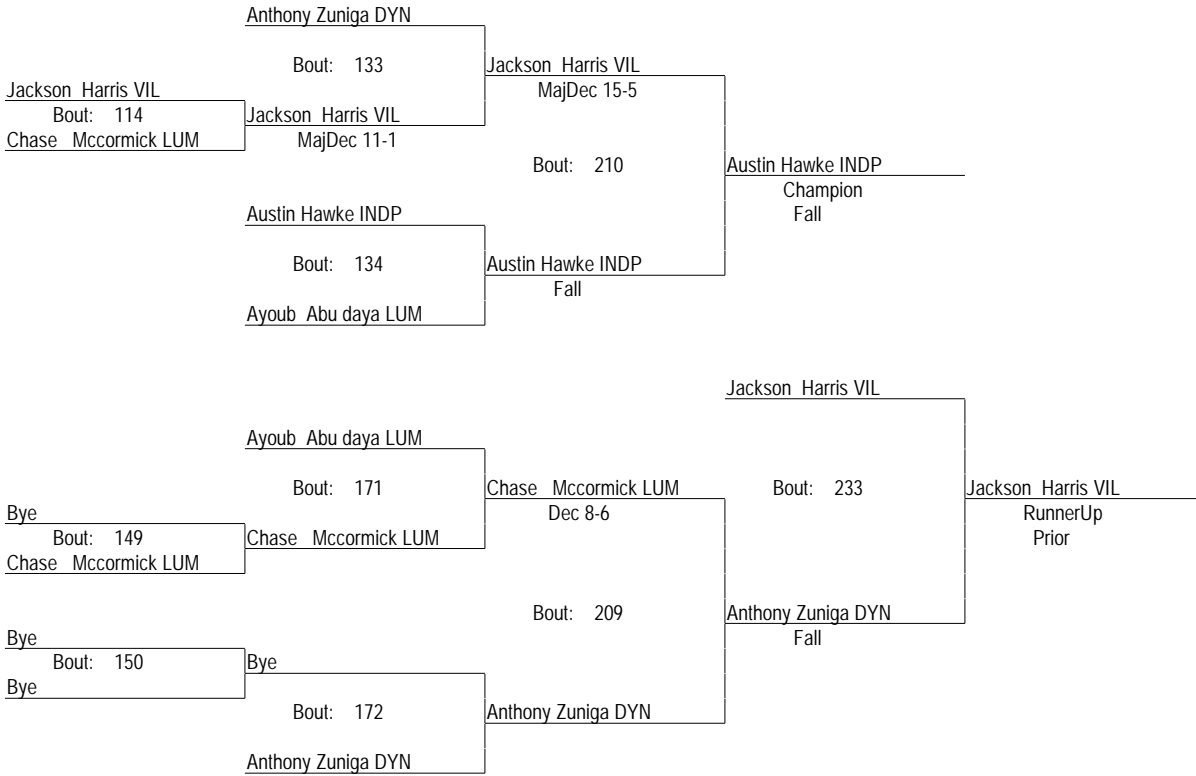 Anthony Zuniga DYN
Bout: 133
Jackson Harris VIL
Jackson Harris VIL
MajDec 15-5
Bout: 114
Jackson Harris VIL
Chase Mccormick LUM
MajDec 11-1
Bout: 210
Austin Hawke INDP
Champion
Austin Hawke INDP
Fall
Bout: 134
Austin Hawke INDP
Fall
Ayoub Abu daya LUM
Jackson Harris VIL
Ayoub Abu daya LUM
Bout: 171
Chase Mccormick LUM
Bout: 233
Jackson Harris VIL
Bye
Dec 8-6
RunnerUp
Bout: 149
Chase Mccormick LUM
Prior
Chase Mccormick LUM
Bout: 209
Anthony Zuniga DYN
Bye
Fall
Bout: 150
Bye
Bye
Bout: 172
Anthony Zuniga DYN
Anthony Zuniga DYN